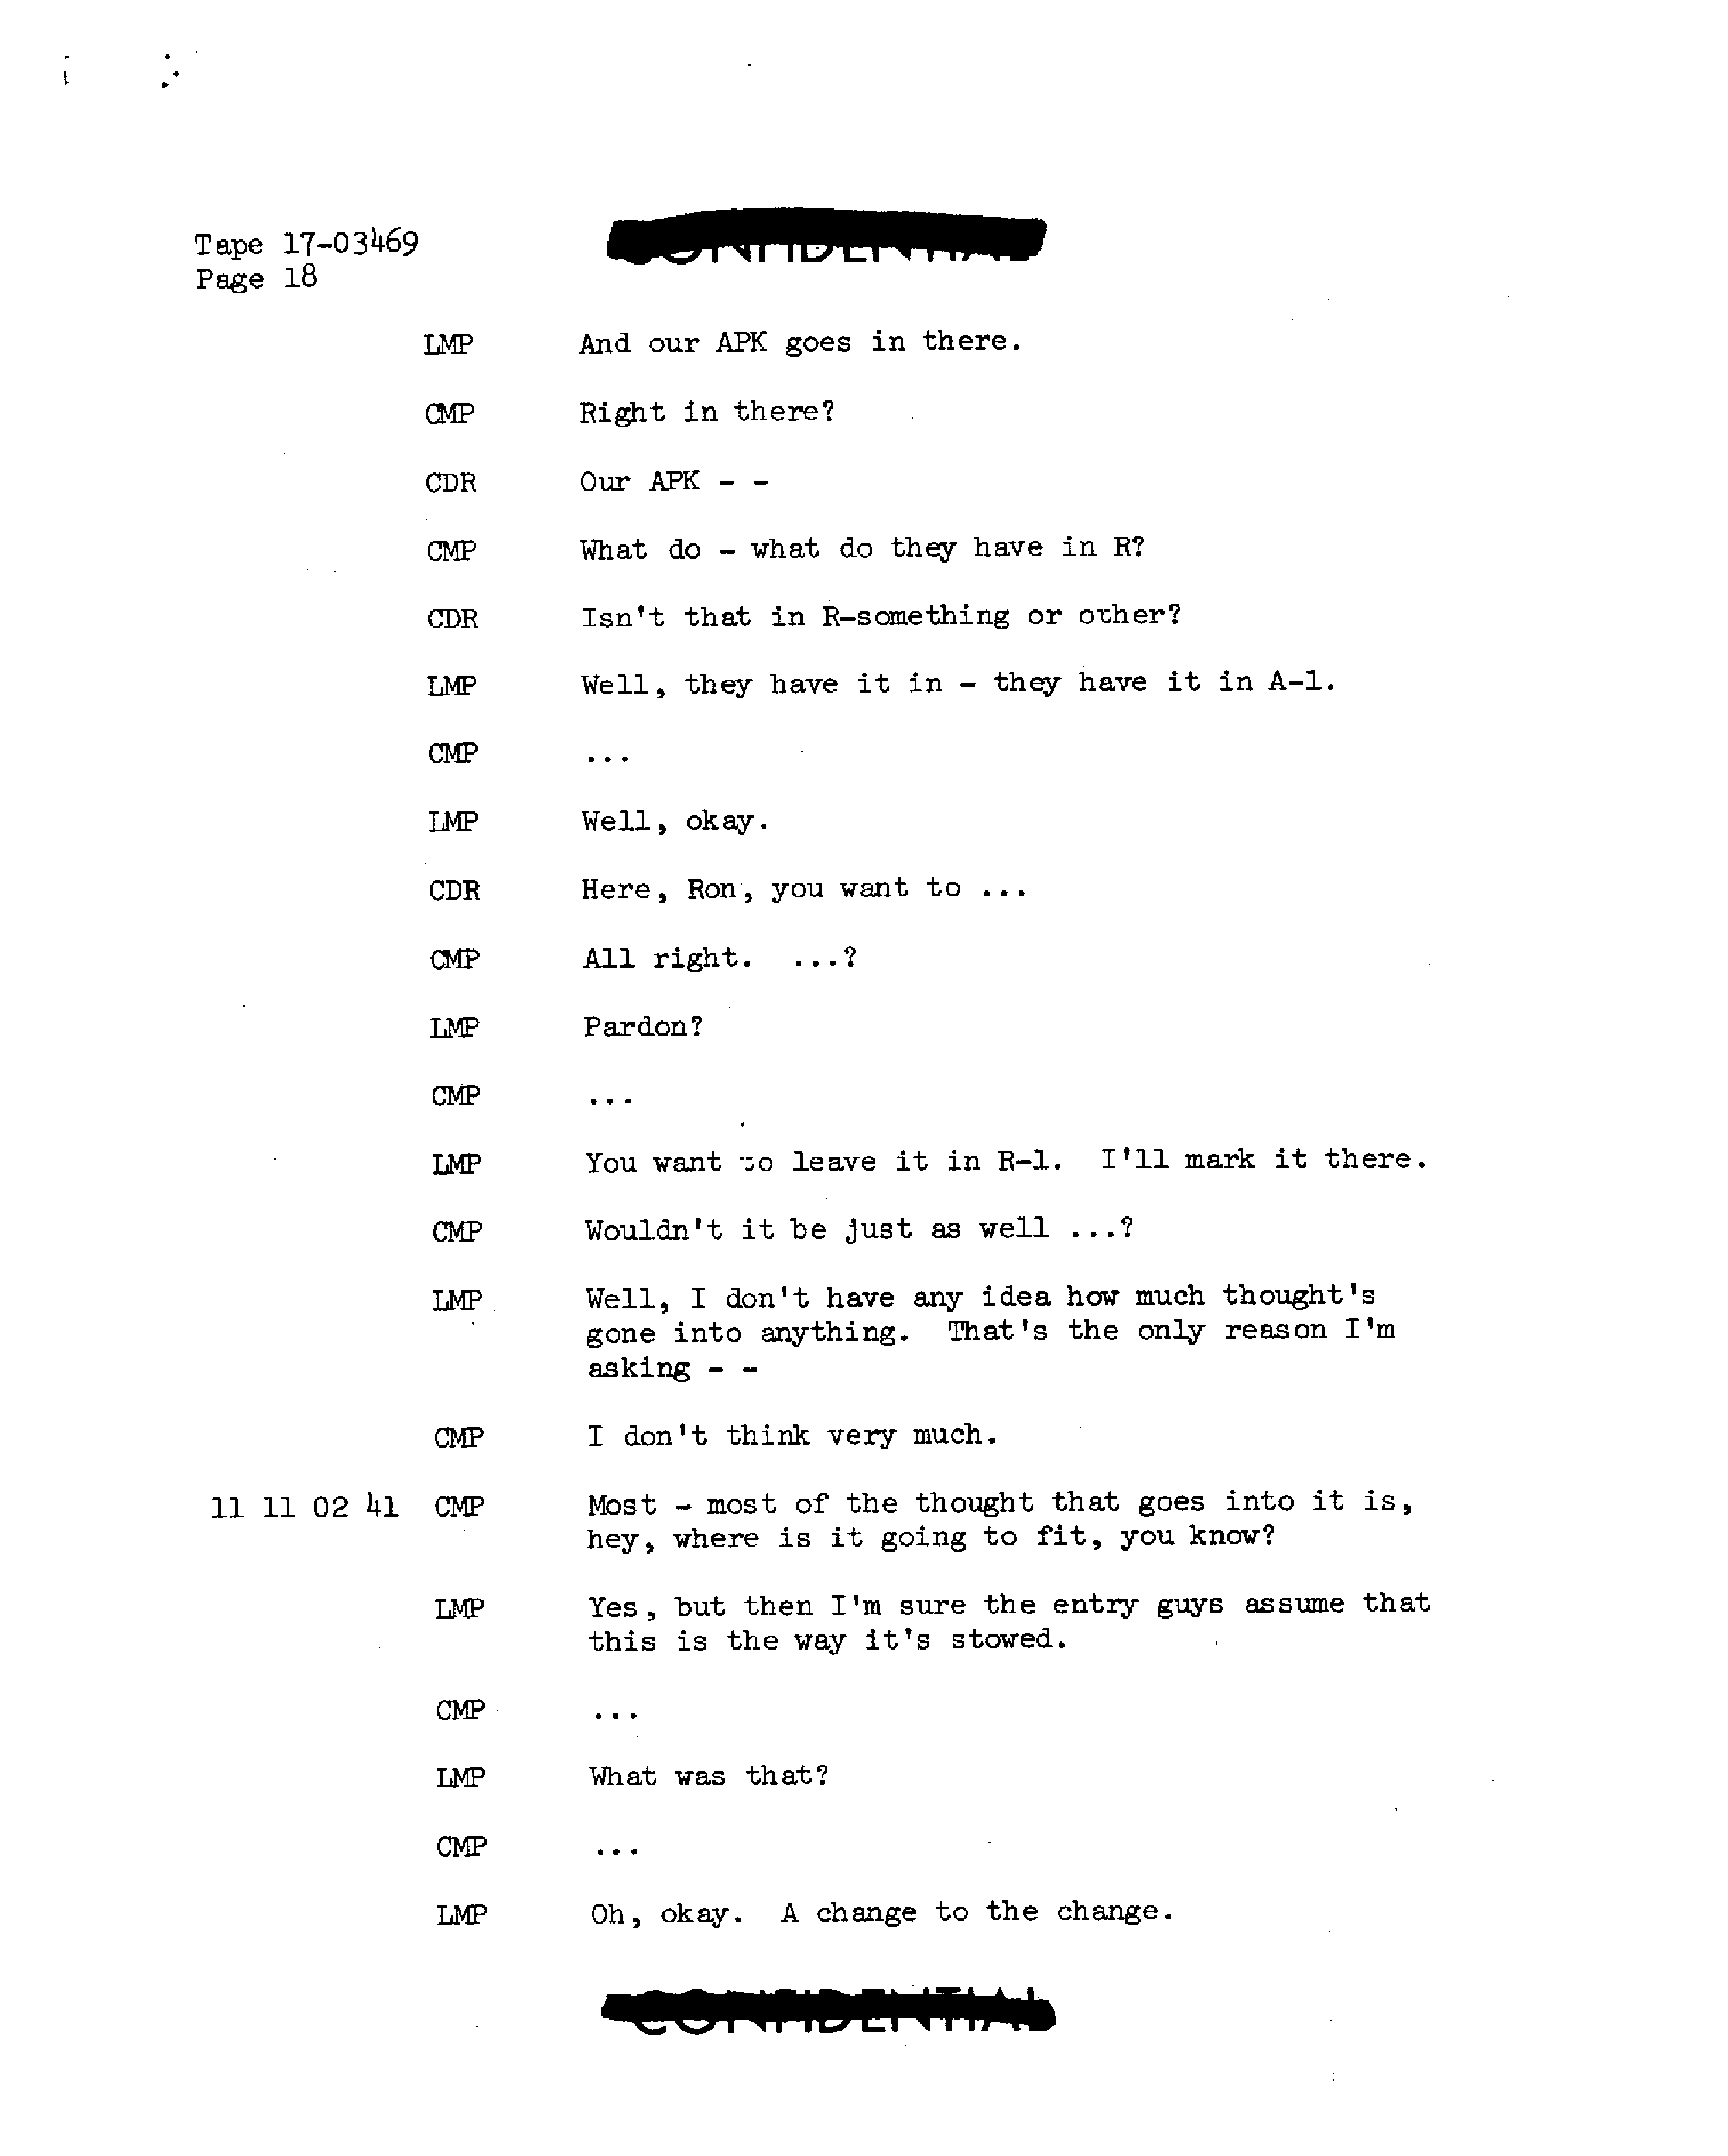 Tape 17-03469
CONFIDENTIAL
Page 18
LMP And our APK goes in there.
CMP Right in there?
CDR Our APK - -
CMP What do - what do they have in R?
CDR Isn't that in R-something or other?
LMP Well, they have it in - they have it in A-1.
CMP ...
LMP Well, okay.
CDR Here, Ron, you want to ...
CMP All right. ...?
LMP Pardon?
CMP ...
LMP You want to leave it in R-1. I'll mark it there.
CMP Wouldn't it be just as well ...?
LMP Well, I don't have any idea how much thought's
gone into anything. That's the only reason I'm
asking - -
CMP I don't think very much.
11 11 02 41 CMP Most - most of the thought that goes into it is,
hey, where is it going to fit, you know?
LMP Yes, but then I'm sure the entry guys assume that
this is the way it's stowed.
CMP ...
LMP What was that?
CMP ...
LMP Oh, okay. A change to the change.
CONFIDENTIAL